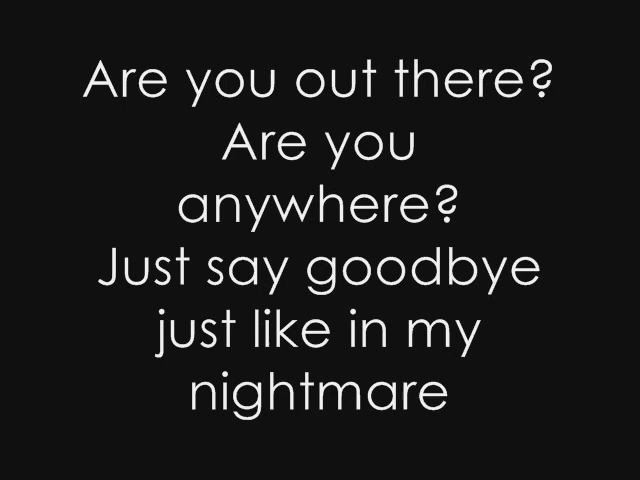 Are you out there?
Are you
anywhere?
Just say goodbye
just like in my
nightmare